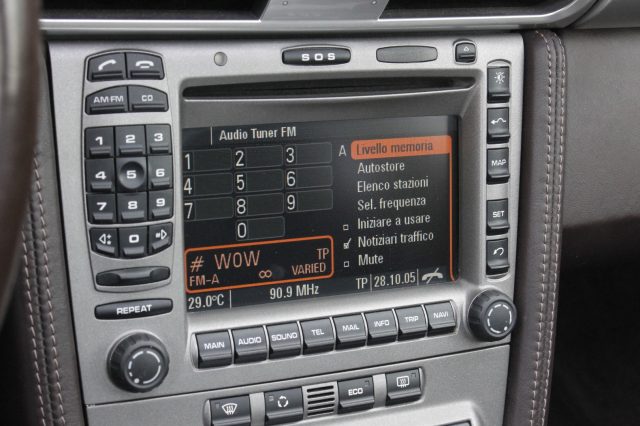 SOS
AM FM
CD
1 2 3
4 5 6
7 8 9
0
REPEAT
Audio Tuner FM
1 2 3
4 5 6
7 8 9
0
A
Livello memoria
Autostore
Elenco stazioni
Sel. frequenza
Iniziare a usare
Notiziari traffico
Mute
# WOW TP
FM-A ∞ VARIED
29.0°C 90.9 MHz TP 28.10.05
MAP
SET
MAIN AUDIO SOUND TEL MAIL INFO TRIP NAVI
ECO